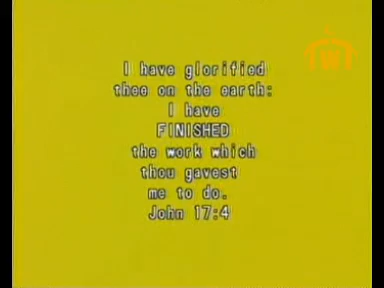 I have glorified
thee on the earth:
I have
FINISHED
the work which
thou gavest
me to do.
John 17:4